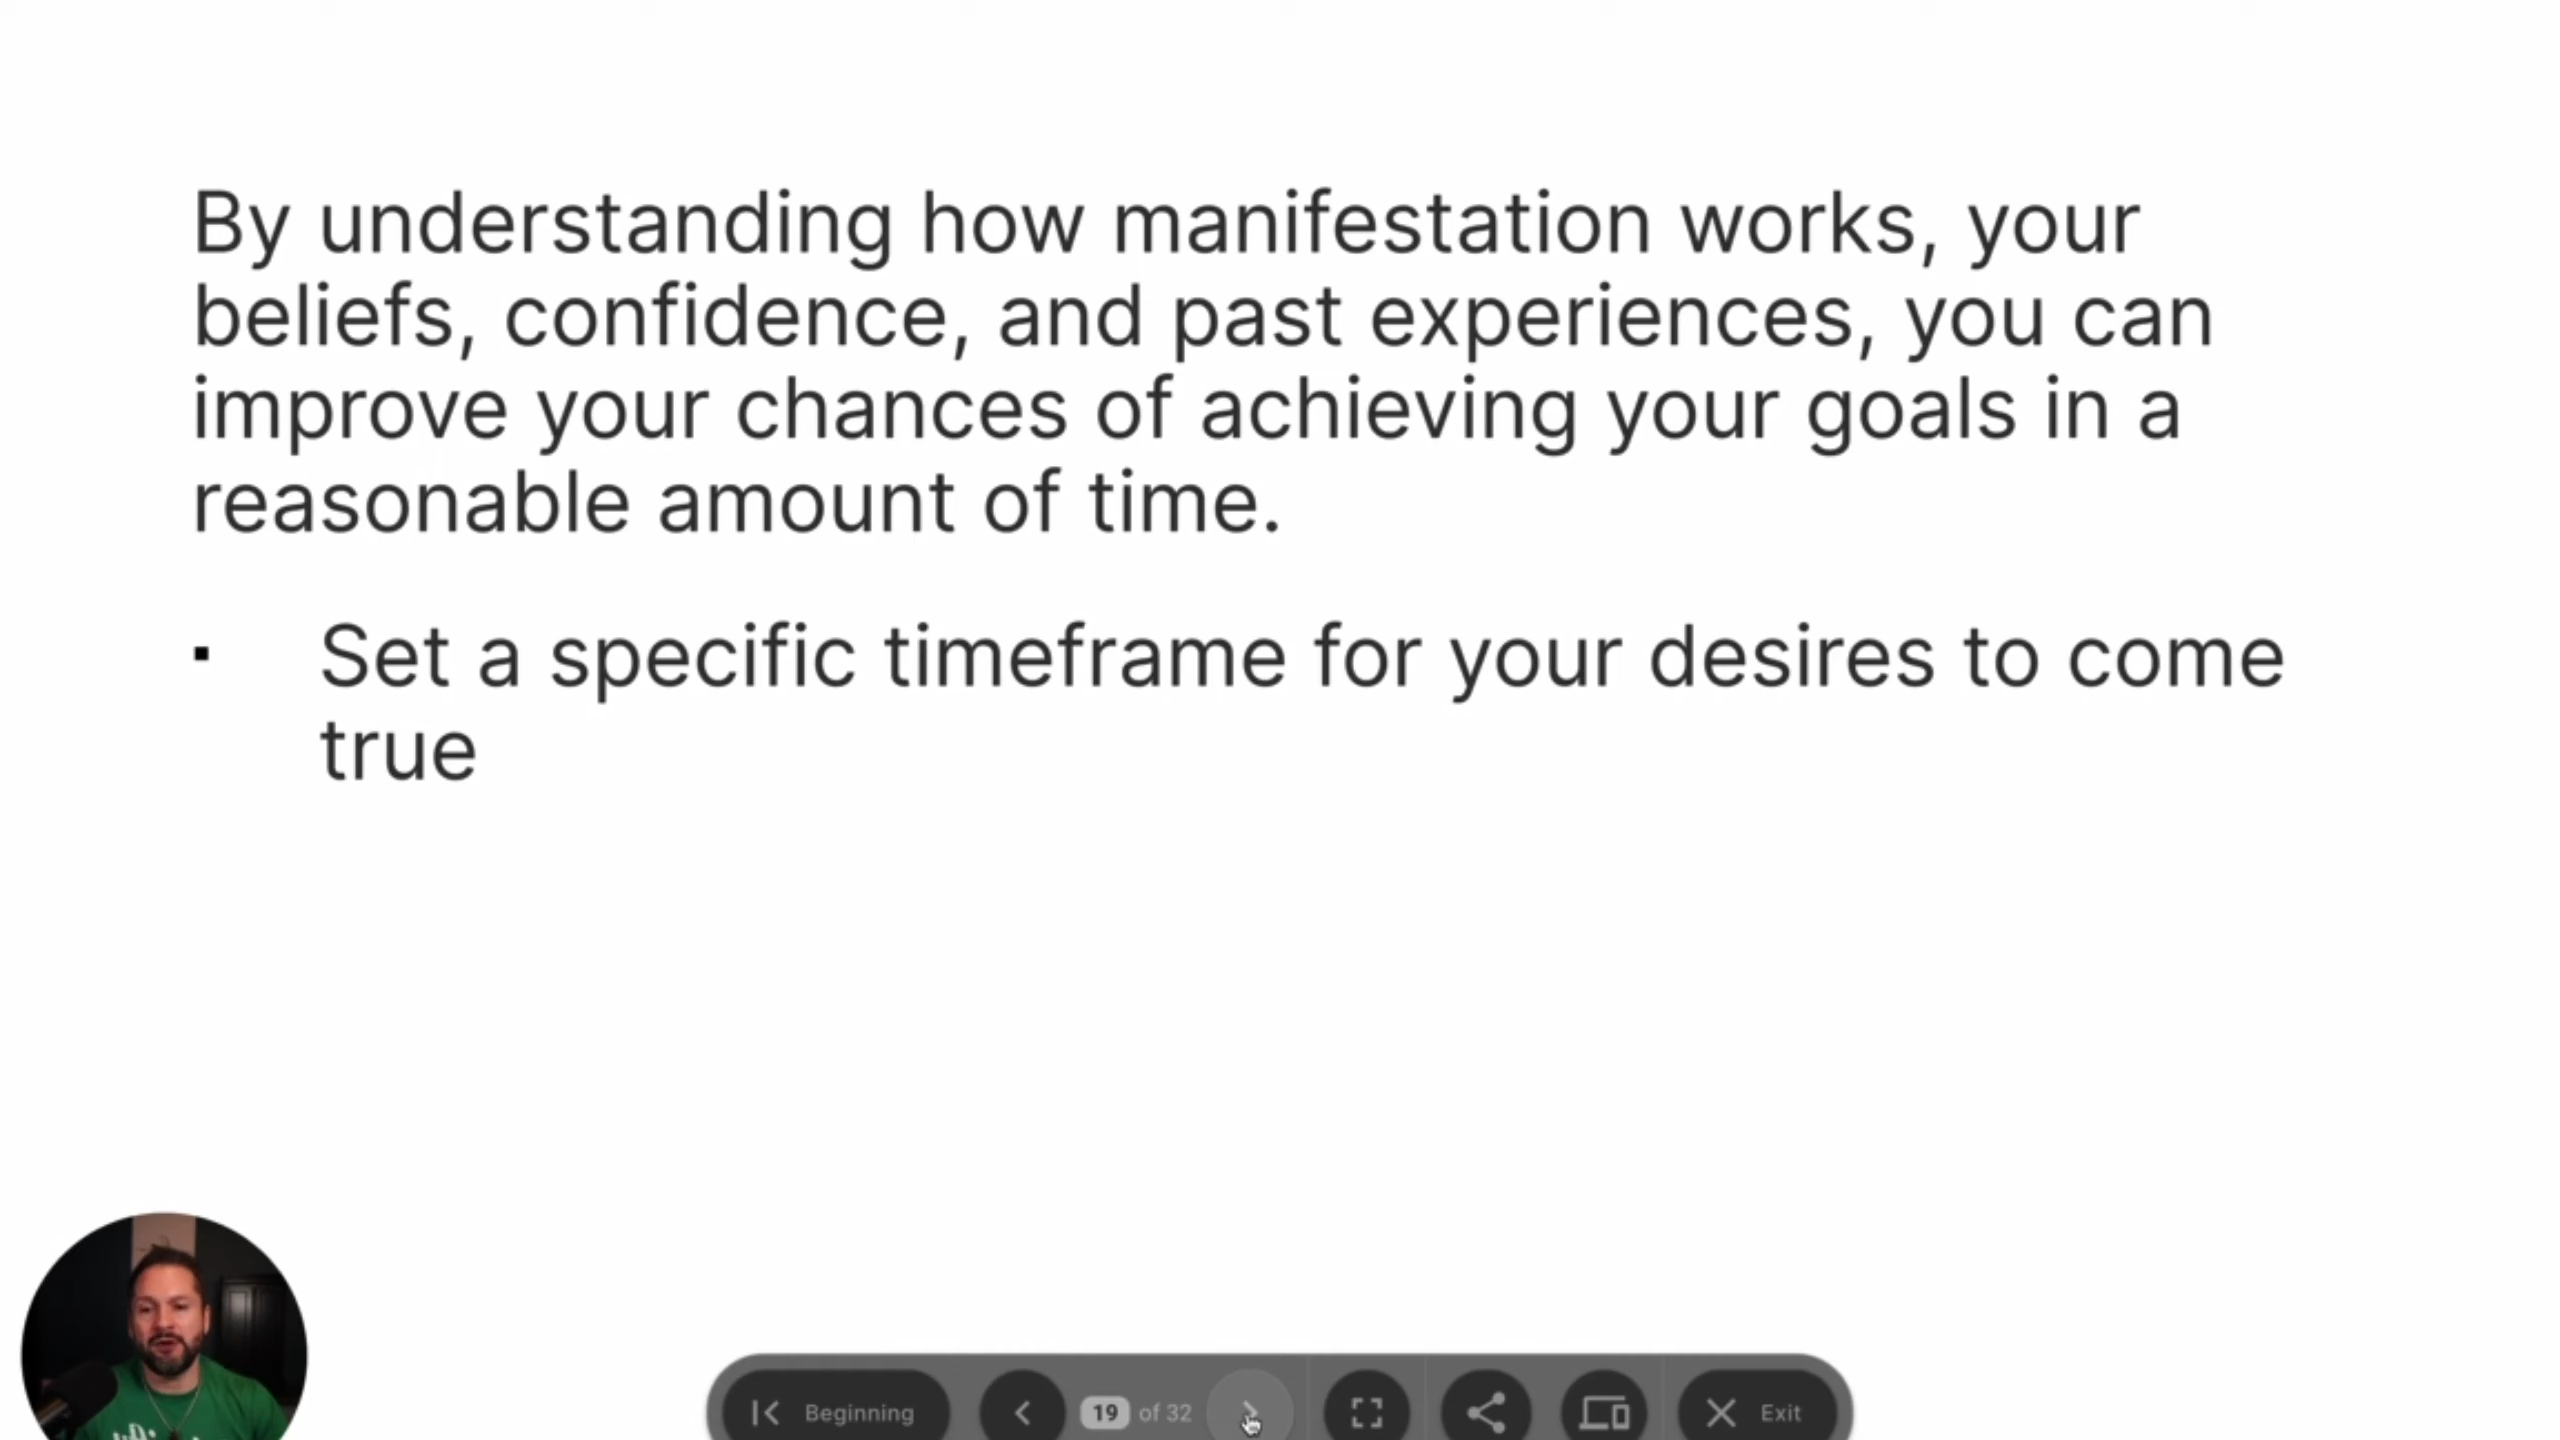 By understanding how manifestation works, your
beliefs, confidence, and past experiences, you can
improve your chances of achieving your goals in a
reasonable amount of time.
▪ Set a specific timeframe for your desires to come
true
Beginning 19 of 32 Exit